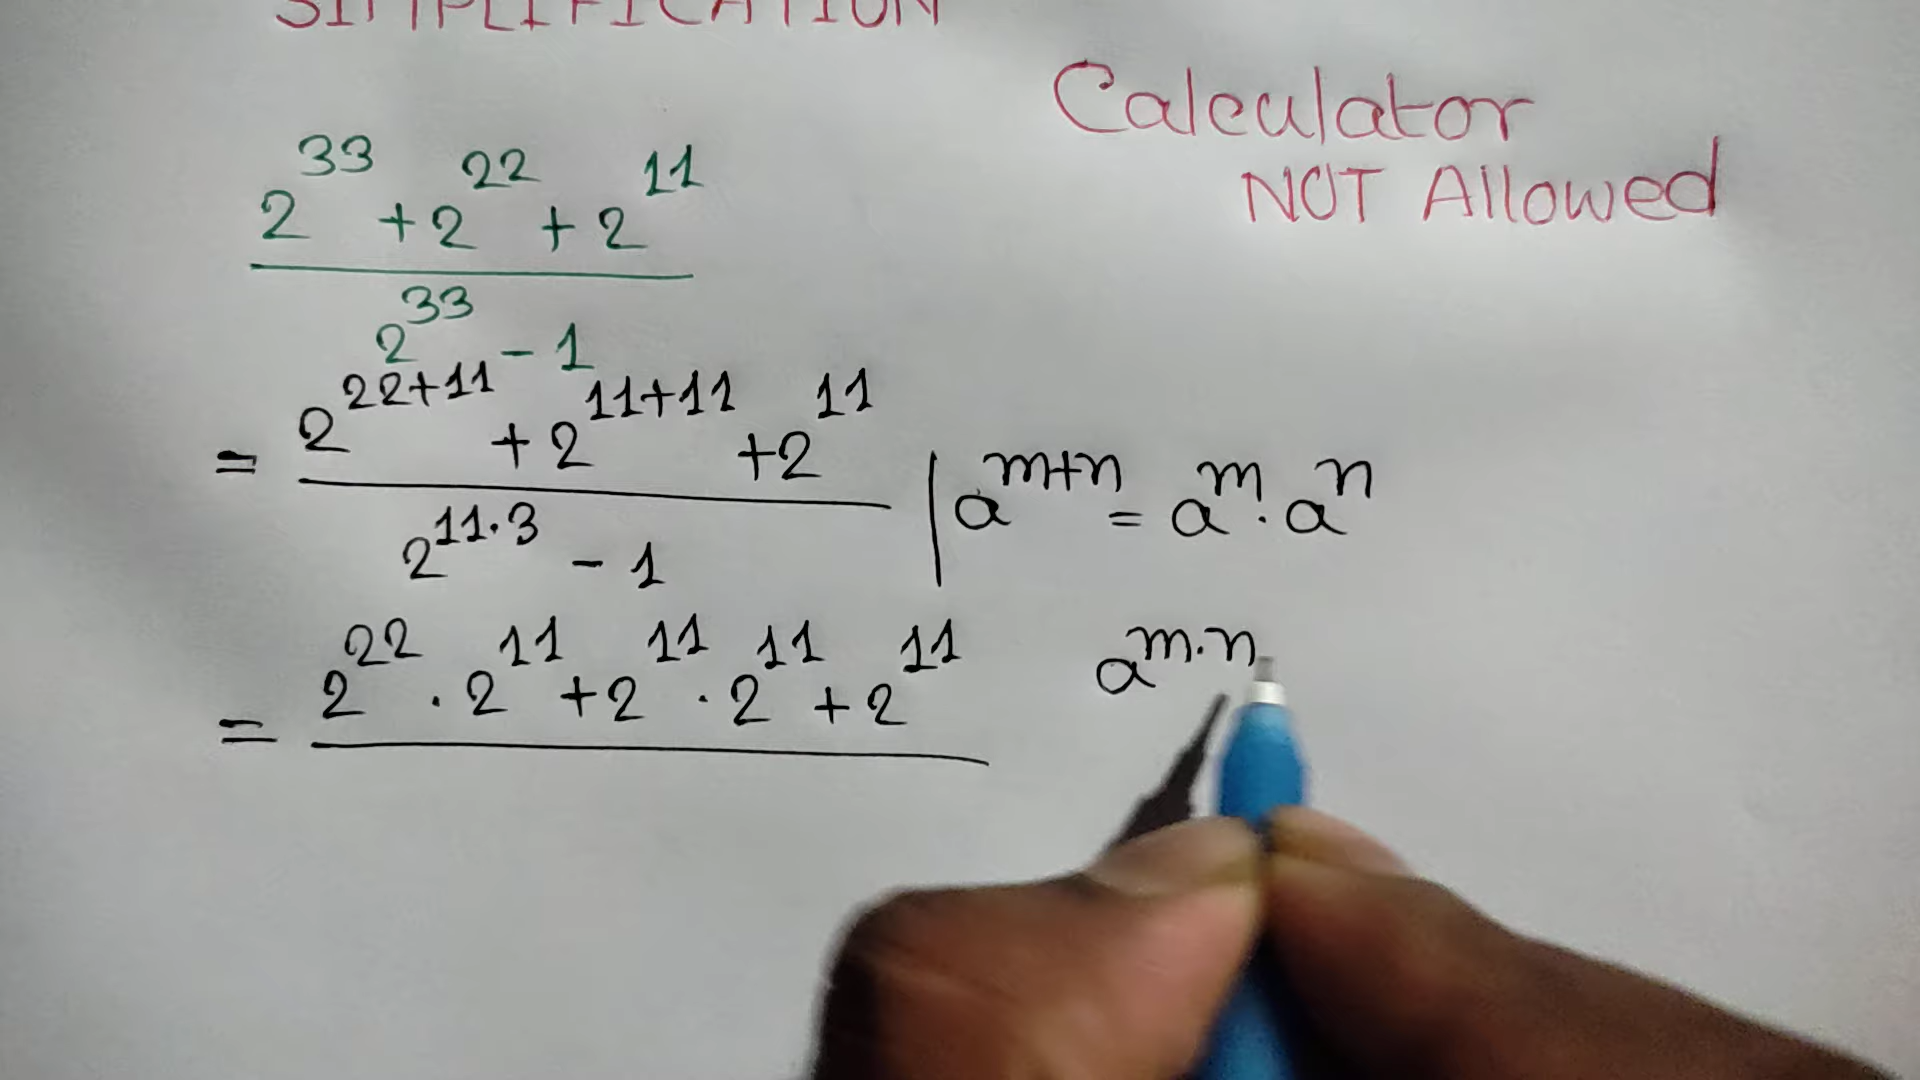 SIMPLIFICATION
Calculator
NOT Allowed
2^33 + 2^22 + 2^11
2^33 - 1
= 2^22+11 + 2^11+11 + 2^11
2^11·3 - 1
a^m+n = a^m · a^n
= 2^22 · 2^11 + 2^11 · 2^11 + 2^11
a^m·n